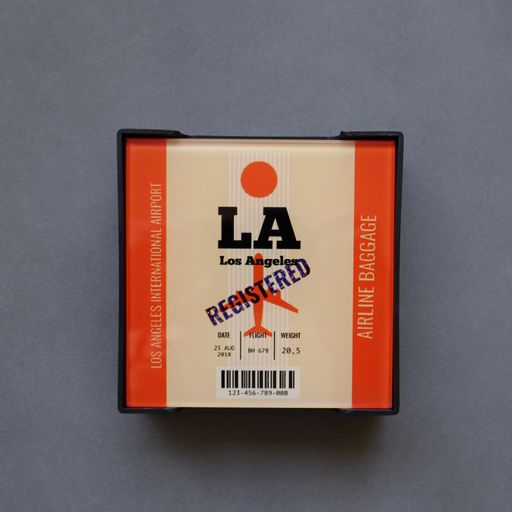 LOS ANGELES INTERNATIONAL AIRPORT
LA
Los Angeles
REGISTERED
DATE FLIGHT WEIGHT
25 AUG
2018
BH 678
20,5
123-456-789-008
AIRLINE BAGGAGE